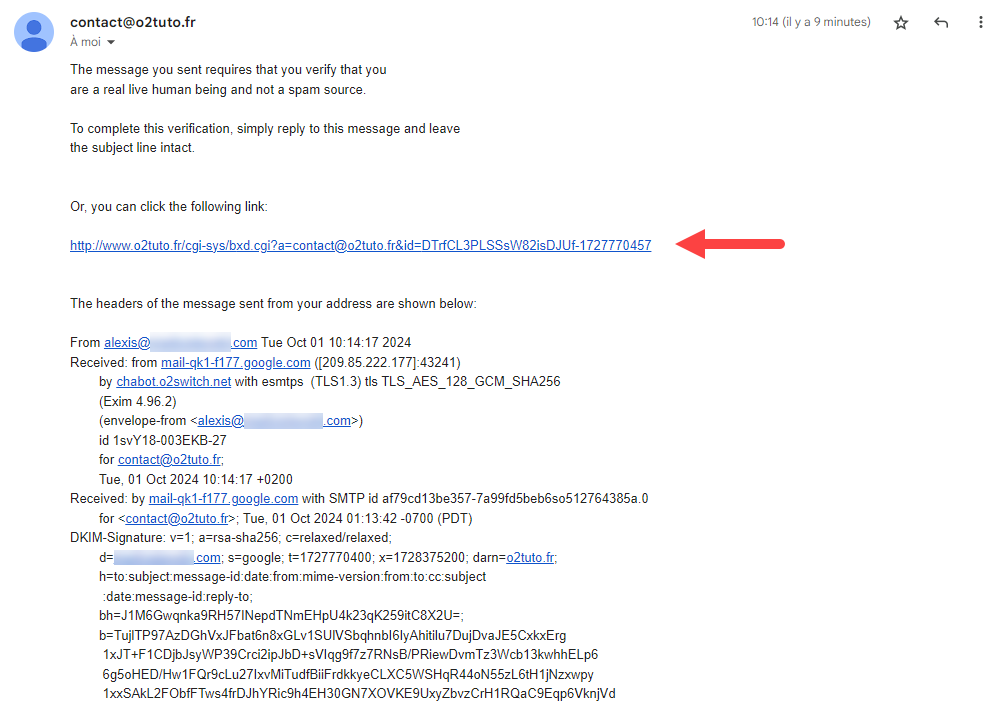 contact@o2tuto.fr
10:14 (il y a 9 minutes)
À moi
The message you sent requires that you verify that you
are a real live human being and not a spam source.
To complete this verification, simply reply to this message and leave
the subject line intact.
Or, you can click the following link:
http://www.o2tuto.fr/cgi-sys/bxd.cgi?a=contact@o2tuto.fr&id=DTrfCL3PLSSsW82isDJUf-1727770457
The headers of the message sent from your address are shown below:
From alexis@ .com Tue Oct 01 10:14:17 2024
Received: from mail-qk1-f177.google.com ([209.85.222.177]:43241)
by chabot.o2switch.net with esmtps (TLS1.3) tls TLS_AES_128_GCM_SHA256
(Exim 4.96.2)
(envelope-from <alexis@ .com>)
id 1svY18-003EKB-27
for contact@o2tuto.fr;
Tue, 01 Oct 2024 10:14:17 +0200
Received: by mail-qk1-f177.google.com with SMTP id af79cd13be357-7a99fd5beb6so512764385a.0
for <contact@o2tuto.fr>; Tue, 01 Oct 2024 01:13:42 -0700 (PDT)
DKIM-Signature: v=1; a=rsa-sha256; c=relaxed/relaxed;
d= .com; s=google; t=1727770400; x=1728375200; darn=o2tuto.fr;
h=to:subject:message-id:date:from:mime-version:from:to:cc:subject
:date:message-id:reply-to;
bh=J1M6Gwqnka9RH57INepdTNmEHpU4k23qK259itC8X2U=;
b=TujlTP97AzDGhVxJFbat6n8xGLv1SUlVSbqhnbI6IyAhitilu7DujDvaJE5CxkxErg
1xJT+F1CDjbJsyWP39Crci2ipJbD+sVIqg9f7z7RNsB/PRiewDvmTz3Wcb13kwhhELp6
6g5oHED/Hw1FQr9cLu27IxvMiTudfBiiFrdkkyeCLXC5WSHqR44oN55zL6tH1jNzxwpy
1xxSAkL2FObfFTws4frDJhYRic9h4EH30GN7XOVKE9UxyZbvzCrH1RQaC9Eqp6VknjVd